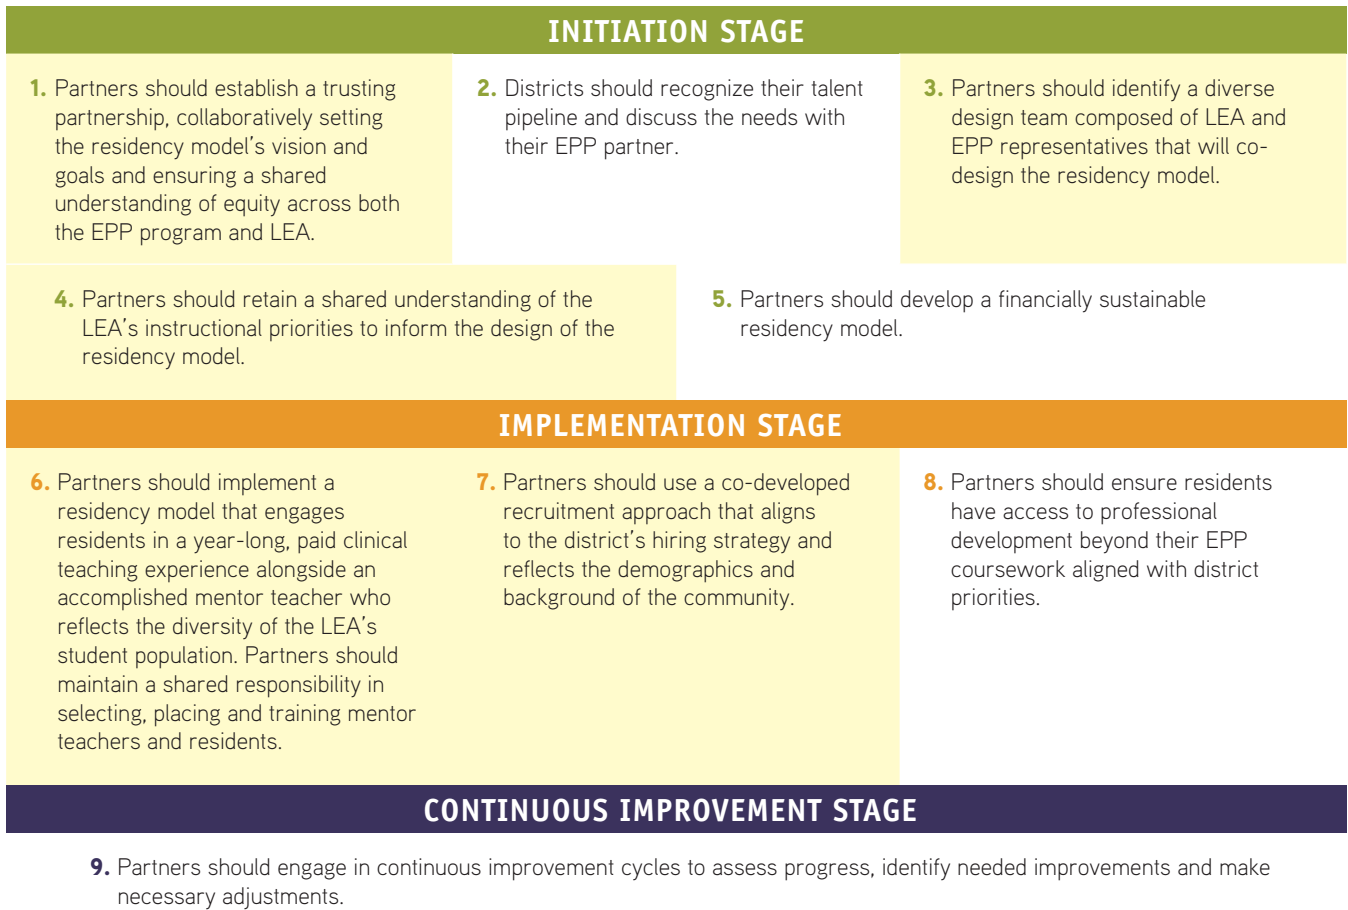 INITIATION STAGE
1. Partners should establish a trusting
partnership, collaboratively setting
the residency model's vision and
goals and ensuring a shared
understanding of equity across both
the EPP program and LEA.
2. Districts should recognize their talent
pipeline and discuss the needs with
their EPP partner.
3. Partners should identify a diverse
design team composed of LEA and
EPP representatives that will co-
design the residency model.
4. Partners should retain a shared understanding of the
LEA's instructional priorities to inform the design of the
residency model.
5. Partners should develop a financially sustainable
residency model.
IMPLEMENTATION STAGE
6. Partners should implement a
residency model that engages
residents in a year-long, paid clinical
teaching experience alongside an
accomplished mentor teacher who
reflects the diversity of the LEA's
student population. Partners should
maintain a shared responsibility in
selecting, placing and training mentor
teachers and residents.
7. Partners should use a co-developed
recruitment approach that aligns
to the district's hiring strategy and
reflects the demographics and
background of the community.
8. Partners should ensure residents
have access to professional
development beyond their EPP
coursework aligned with district
priorities.
CONTINUOUS IMPROVEMENT STAGE
9. Partners should engage in continuous improvement cycles to assess progress, identify needed improvements and make
necessary adjustments.